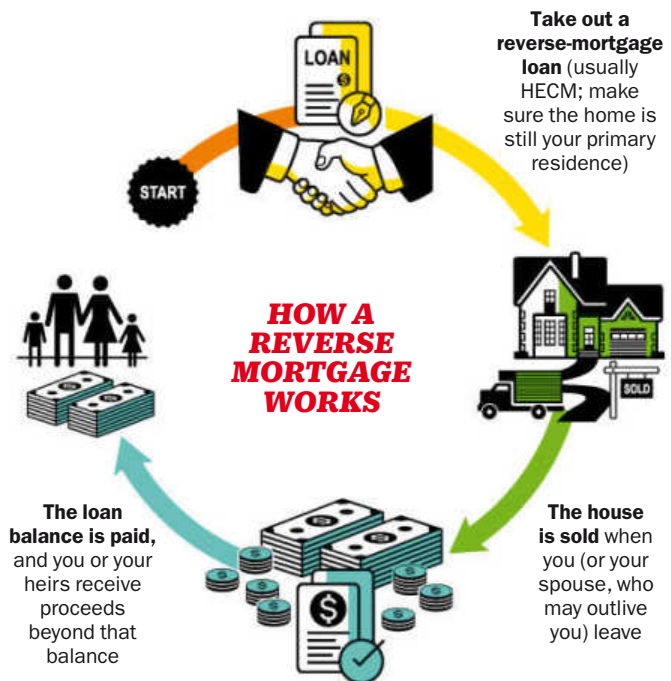 Take out a
reverse-mortgage
loan (usually
HECM; make
sure the home is
still your primary
residence)
LOAN
$
START
HOW A
REVERSE
MORTGAGE
WORKS
SOLD
$
$
The house
is sold when
you (or your
spouse, who
may outlive
you) leave
$
$
$
$
$
$
$
$
$
The loan
balance is paid,
and you or your
heirs receive
proceeds
beyond that
balance